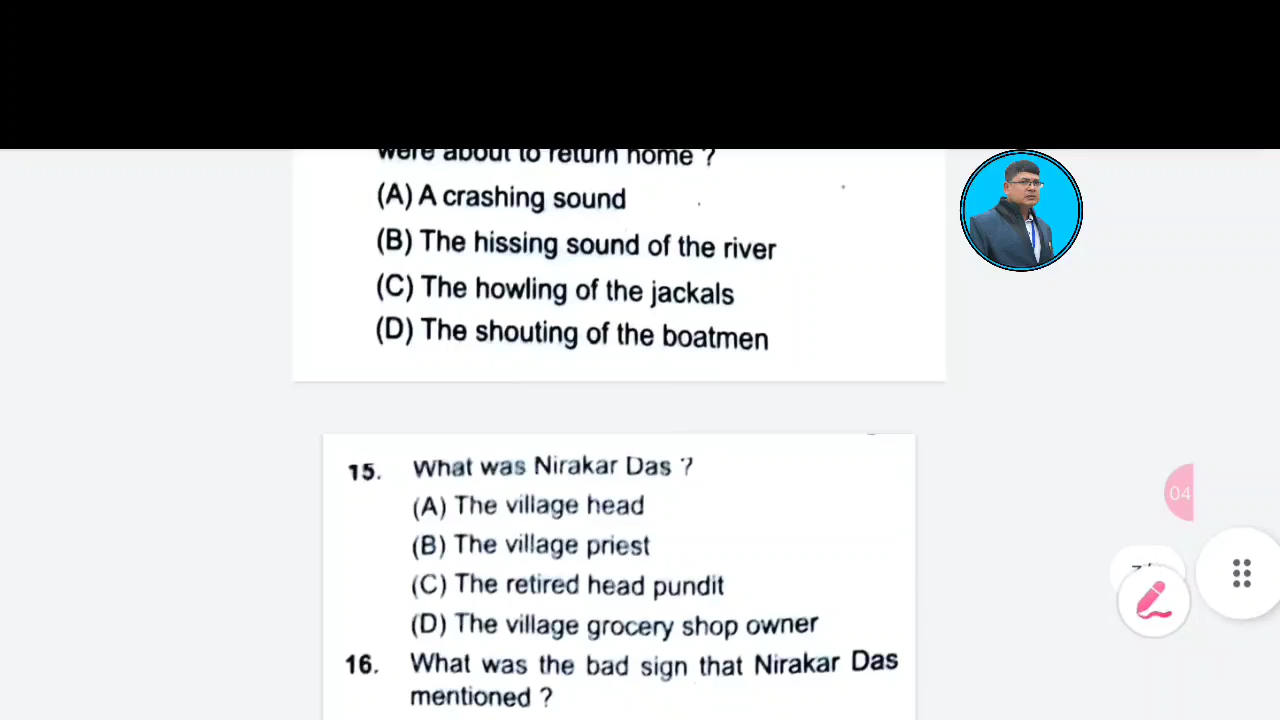 were about to return home ?
(A) A crashing sound
(B) The hissing sound of the river
(C) The howling of the jackals
(D) The shouting of the boatmen
15. What was Nirakar Das ?
(A) The village head
(B) The village priest
(C) The retired head pundit
(D) The village grocery shop owner
16. What was the bad sign that Nirakar Das
mentioned ?
04